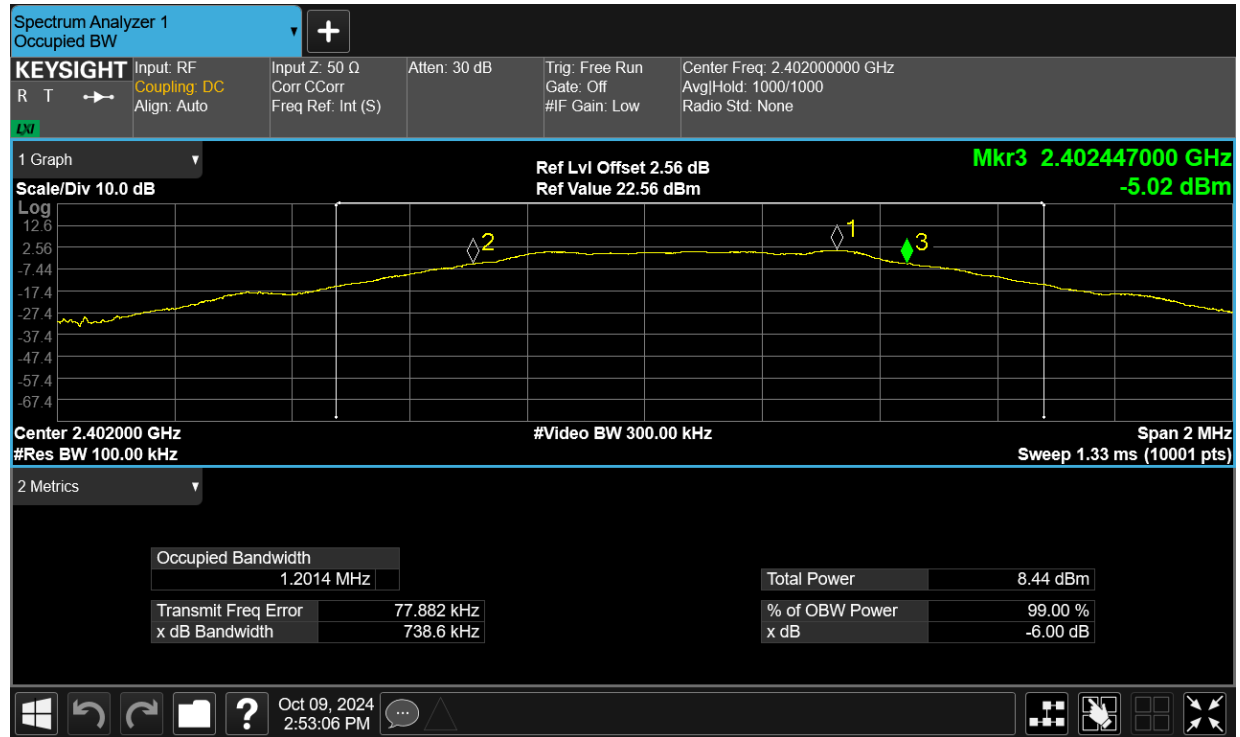 Spectrum Analyzer 1
Occupied BW
+
KEYSIGHT Input: RF Input Z: 50 Ω Atten: 30 dB Trig: Free Run Center Freq: 2.402000000 GHz
R T Coupling: DC Corr CCorr Gate: Off Avg|Hold: 1000/1000
Align: Auto Freq Ref: Int (S) #IF Gain: Low Radio Std: None
LXI
1 Graph Ref Lvl Offset 2.56 dB Mkr3 2.402447000 GHz
Scale/Div 10.0 dB Ref Value 22.56 dBm -5.02 dBm
Log
12.6
2.56
-7.44
-17.4
-27.4
-37.4
-47.4
-57.4
-67.4
2
1
3
Center 2.402000 GHz #Video BW 300.00 kHz Span 2 MHz
#Res BW 100.00 kHz Sweep 1.33 ms (10001 pts)
2 Metrics
Occupied Bandwidth
1.2014 MHz Total Power 8.44 dBm
Transmit Freq Error 77.882 kHz % of OBW Power 99.00 %
x dB Bandwidth 738.6 kHz x dB -6.00 dB
? Oct 09, 2024
2:53:06 PM